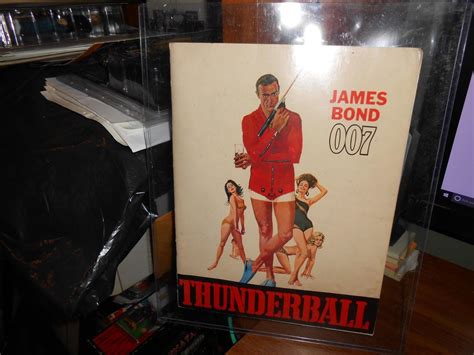 JAMES
BOND
007
THUNDERBALL